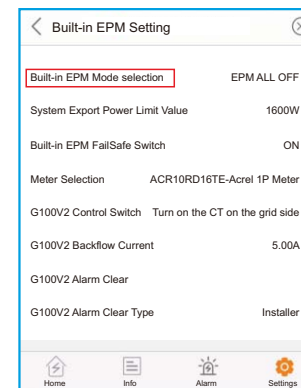 Built-in EPM Setting
Built-in EPM Mode selection EPM ALL OFF
System Export Power Limit Value 1600W
Built-in EPM FailSafe Switch ON
Meter Selection ACR10RD16TE-Acrel 1P Meter
G100V2 Control Switch Turn on the CT on the grid side
G100V2 Backflow Current 5.00A
G100V2 Alarm Clear
G100V2 Alarm Clear Type Installer
Home Info Alarm Settings